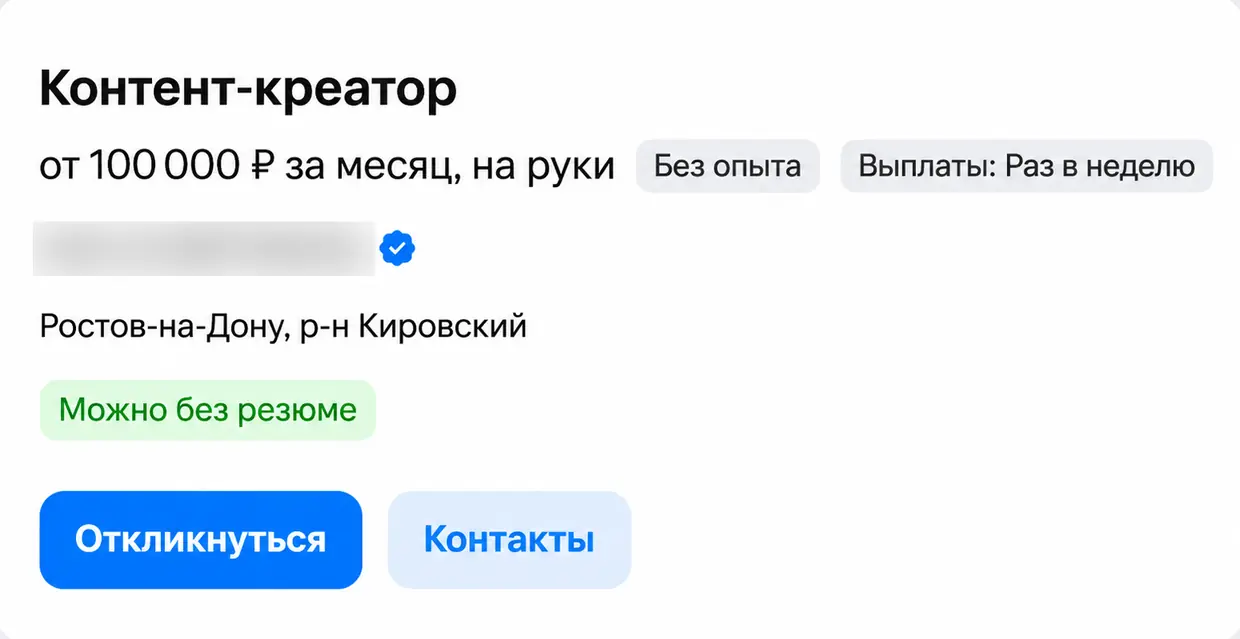 Контент-креатор
от 100 000 ₽ за месяц, на руки Без опыта Выплаты: Раз в неделю
Ростов-на-Дону, р-н Кировский
Можно без резюме
Откликнуться Контакты